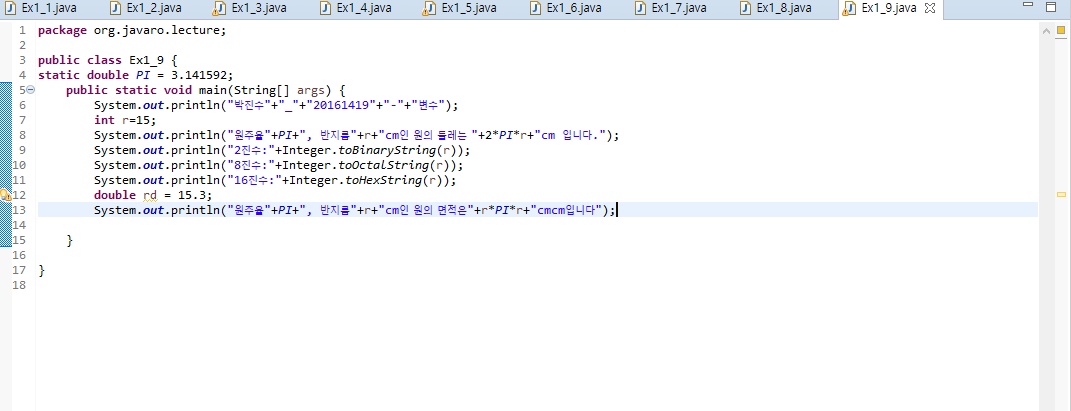 Ex1_1.java Ex1_2.java Ex1_3.java Ex1_4.java Ex1_5.java Ex1_6.java Ex1_7.java Ex1_8.java Ex1_9.java
1 package org.javaro.lecture;
2
3 public class Ex1_9 {
4 static double PI = 3.141592;
5 public static void main(String[] args) {
6 System.out.println("박진수"+"_"+"20161419"+"-"+"변수");
7 int r=15;
8 System.out.println("원주율"+PI+", 반지름"+r+"cm인 원의 둘레는 "+2*PI*r+"cm 입니다.");
9 System.out.println("2진수:"+Integer.toBinaryString(r));
10 System.out.println("8진수:"+Integer.toOctalString(r));
11 System.out.println("16진수:"+Integer.toHexString(r));
12 double rd = 15.3;
13 System.out.println("원주율"+PI+", 반지름"+r+"cm인 원의 면적은"+r*PI*r+"cmcm입니다");
14
15 }
16
17 }
18